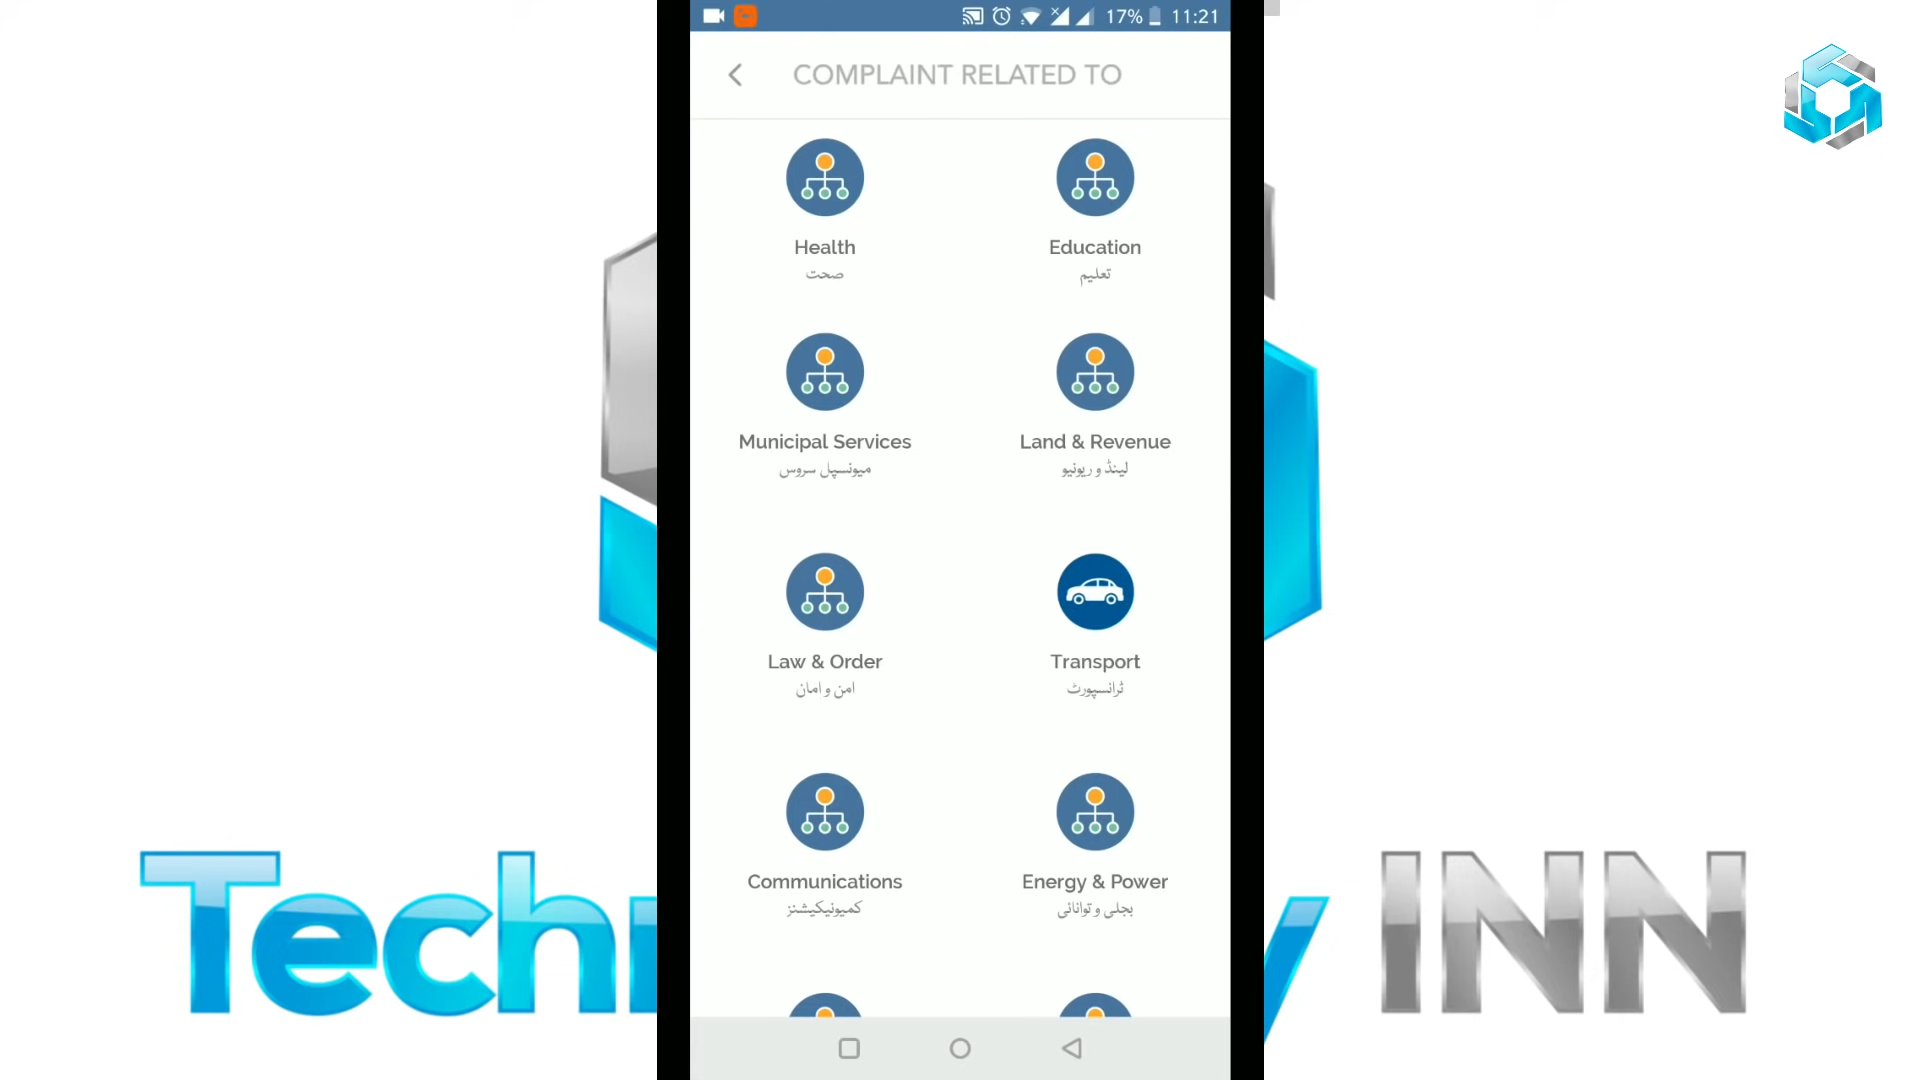 17% 11:21
COMPLAINT RELATED TO
Health
صحت
Education
تعلیم
Municipal Services
میونسپل سروس
Land & Revenue
لینڈ و ریونیو
Law & Order
امن و امان
Transport
ٹرانسپورٹ
Communications
کمیونیکیشنز
Energy & Power
بجلی و توانائی
Techn y INN